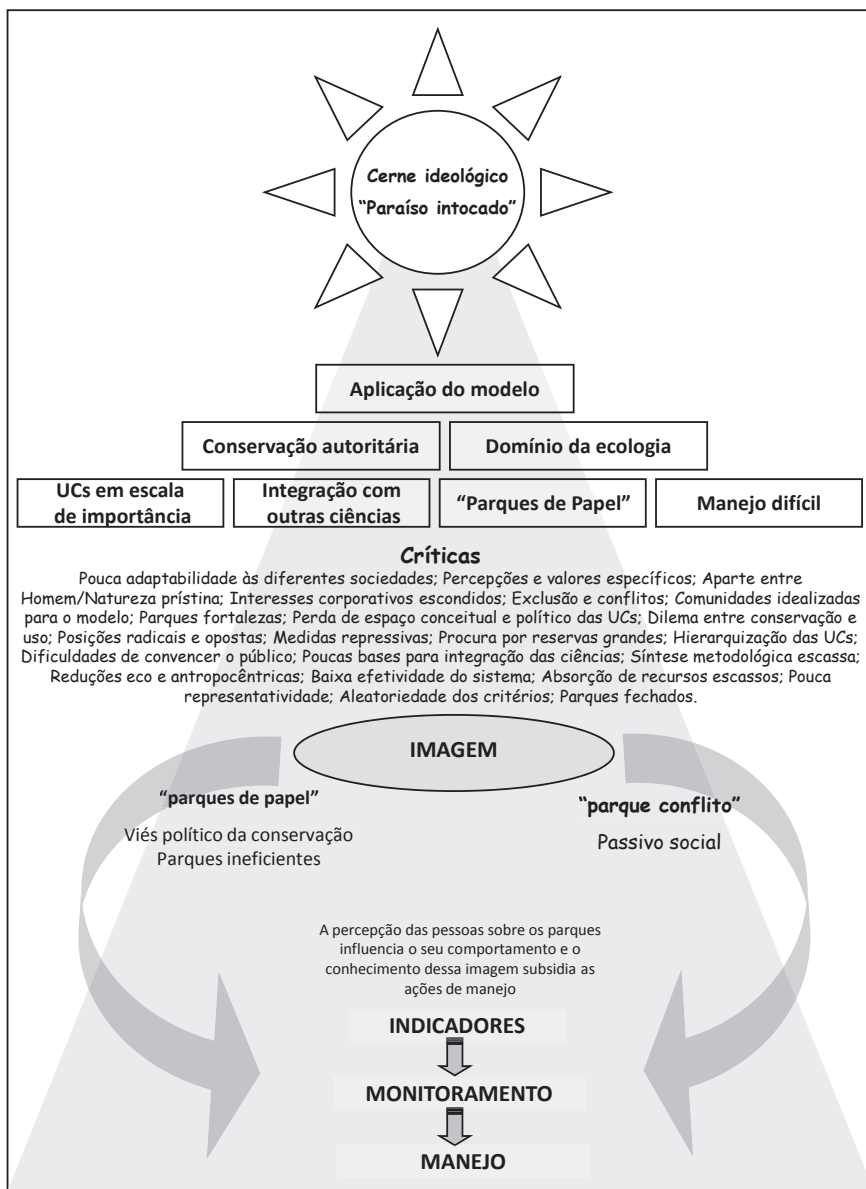 Cerne ideológico
“Paraíso intocado”
Aplicação do modelo
Conservação autoritária
Domínio da ecologia
UCs em escala
de importância
Integração com
outras ciências
“Parques de Papel”
Manejo difícil
Críticas
Pouca adaptabilidade às diferentes sociedades; Percepções e valores específicos; Aparte entre
Homem/Natureza prístina; Interesses corporativos escondidos; Exclusão e conflitos; Comunidades idealizadas
para o modelo; Parques fortalezas; Perda de espaço conceitual e político das UCs; Dilema entre conservação e
uso; Posições radicais e opostas; Medidas repressivas; Procura por reservas grandes; Hierarquização das UCs;
Dificuldades de convencer o público; Poucas bases para integração das ciências; Síntese metodológica escassa;
Reduções eco e antropocêntricas; Baixa efetividade do sistema; Absorção de recursos escassos; Pouca
representatividade; Aleatoriedade dos critérios; Parques fechados.
IMAGEM
“parques de papel”
Viés político da conservação
Parques ineficientes
“parque conflito”
Passivo social
A percepção das pessoas sobre os parques
influencia o seu comportamento e o
conhecimento dessa imagem subsidia as
ações de manejo
INDICADORES
MONITORAMENTO
MANEJO